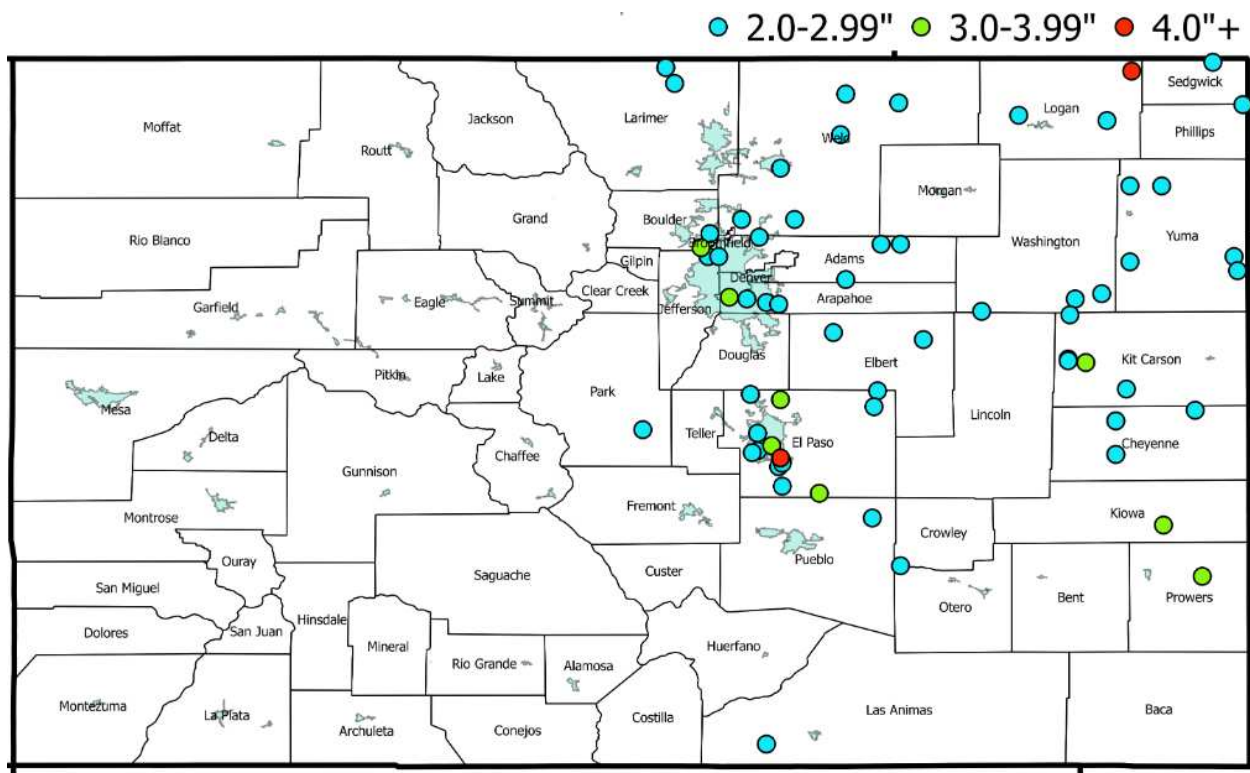 2.0-2.99" 3.0-3.99" 4.0"+
Sedgwick
Moffat
Jackson
Larimer
Logan
Routt
Weld
Phillips
Morgan
Grand
Boulder
Rio Blanco
Washington
Yuma
Broomfield
Gilpin
Adams
Denver
Clear Creek
Eagle
Summit
Arapahoe
Garfield
Jefferson
Douglas
Kit Carson
Elbert
Pitkin
Lake
Park
Mesa
Lincoln
Teller
Delta
El Paso
Cheyenne
Chaffee
Gunnison
Fremont
Kiowa
Montrose
Crowley
Pueblo
Ouray
Saguache
Custer
San Miguel
Bent
Prowers
Otero
Hinsdale
Dolores
San Juan
Mineral
Huerfano
Rio Grande
Alamosa
Montezuma
La Plata
Costilla
Las Animas
Baca
Archuleta
Conejos